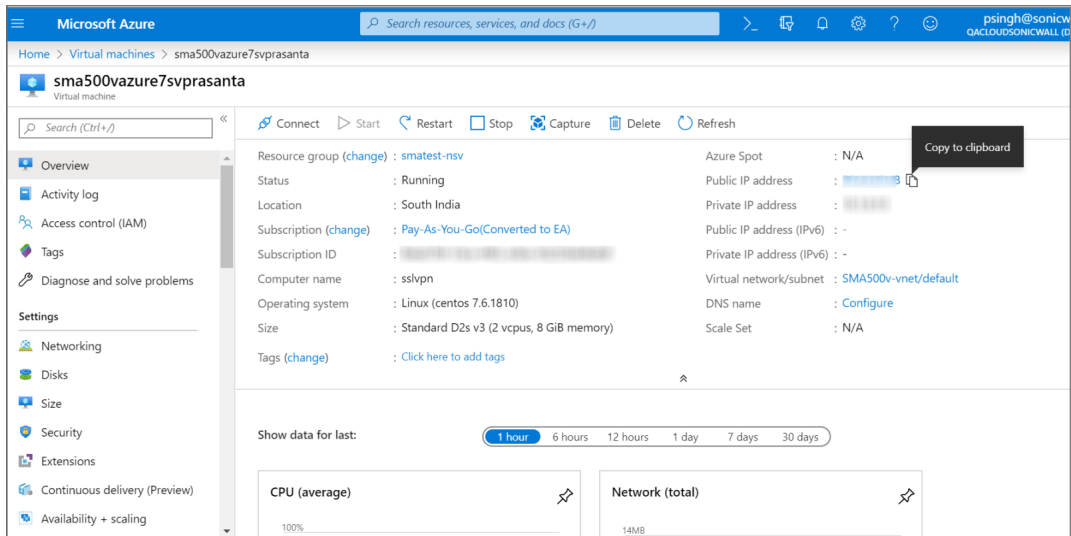 Microsoft Azure
Search resources, services, and docs (G+/)
psingh@sonicw
QACLOUDSONICWALL (D
Home > Virtual machines > sma500vazure7svprasanta
sma500vazure7svprasanta
Virtual machine
Search (Ctrl+/)
«
Overview
Activity log
Access control (IAM)
Tags
Diagnose and solve problems
Settings
Networking
Disks
Size
Security
Extensions
Continuous delivery (Preview)
Availability + scaling
Connect Start Restart Stop Capture Delete Refresh
Copy to clipboard
Resource group (change) : smatest-nsv
Status : Running
Location : South India
Subscription (change) : Pay-As-You-Go(Converted to EA)
Subscription ID :
Computer name : sslvpn
Operating system : Linux (centos 7.6.1810)
Size : Standard D2s v3 (2 vcpus, 8 GiB memory)
Tags (change) : Click here to add tags
Azure Spot : N/A
Public IP address :
Private IP address :
Public IP address (IPv6) : -
Private IP address (IPv6) : -
Virtual network/subnet : SMA500v-vnet/default
DNS name : Configure
Scale Set : N/A
Show data for last: 1 hour 6 hours 12 hours 1 day 7 days 30 days
CPU (average)
100%
Network (total)
14MB